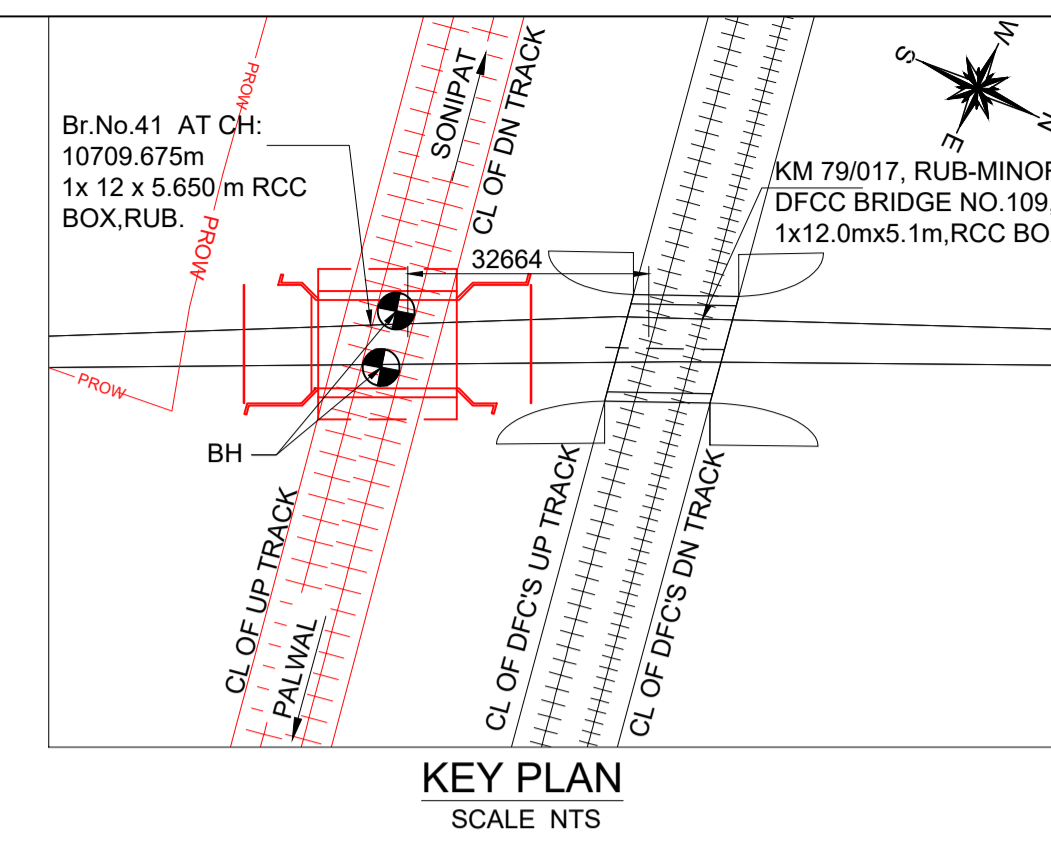 Br.No.41 AT CH:
10709.675m
1x 12 x 5.650 m RCC
BOX,RUB.
PROW
PROW
PROW
SONIPAT
CL OF DN TRACK
32664
S
W
E
N
KM 79/017, RUB-MINOR
DFCC BRIDGE NO.109,
1x12.0mx5.1m,RCC BO
BH
CL OF UP TRACK
PALWAL
CL OF DFC'S UP TRACK
CL OF DFC'S DN TRACK
KEY PLAN
SCALE NTS